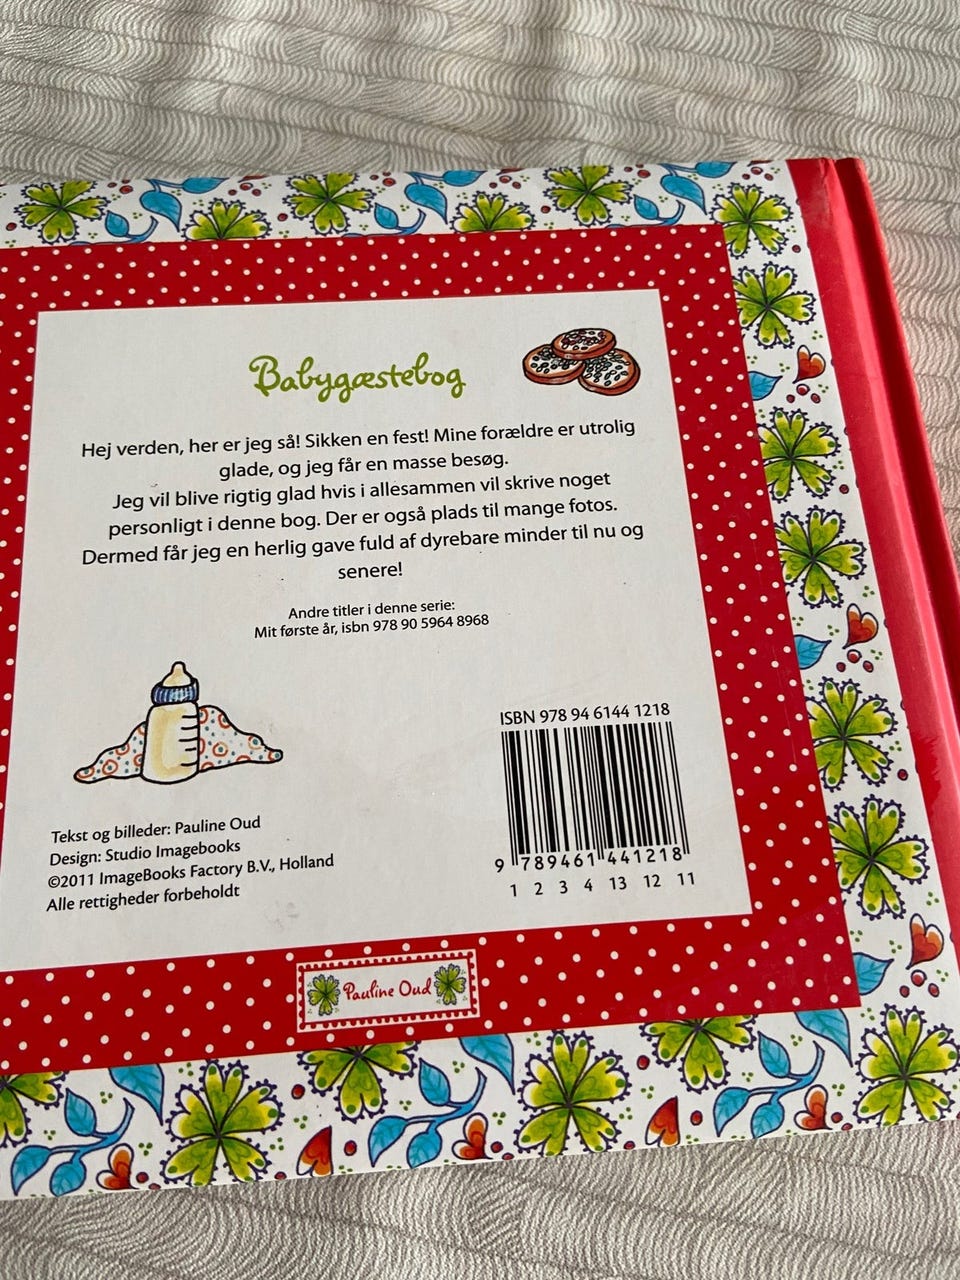 Babygæstebog
Hej verden, her er jeg så! Sikken en fest! Mine forældre er utrolig
glade, og jeg får en masse besøg.
Jeg vil blive rigtig glad hvis i allesammen vil skrive noget
personligt i denne bog. Der er også plads til mange fotos.
Dermed får jeg en herlig gave fuld af dyrebare minder til nu og
senere!
Andre titler i denne serie:
Mit første år, isbn 978 90 5964 8968
ISBN 978 94 6144 1218
9 789461 441218
1 2 3 4 13 12 11
Tekst og billeder: Pauline Oud
Design: Studio Imagebooks
©2011 ImageBooks Factory B.V., Holland
Alle rettigheder forbeholdt
Pauline Oud